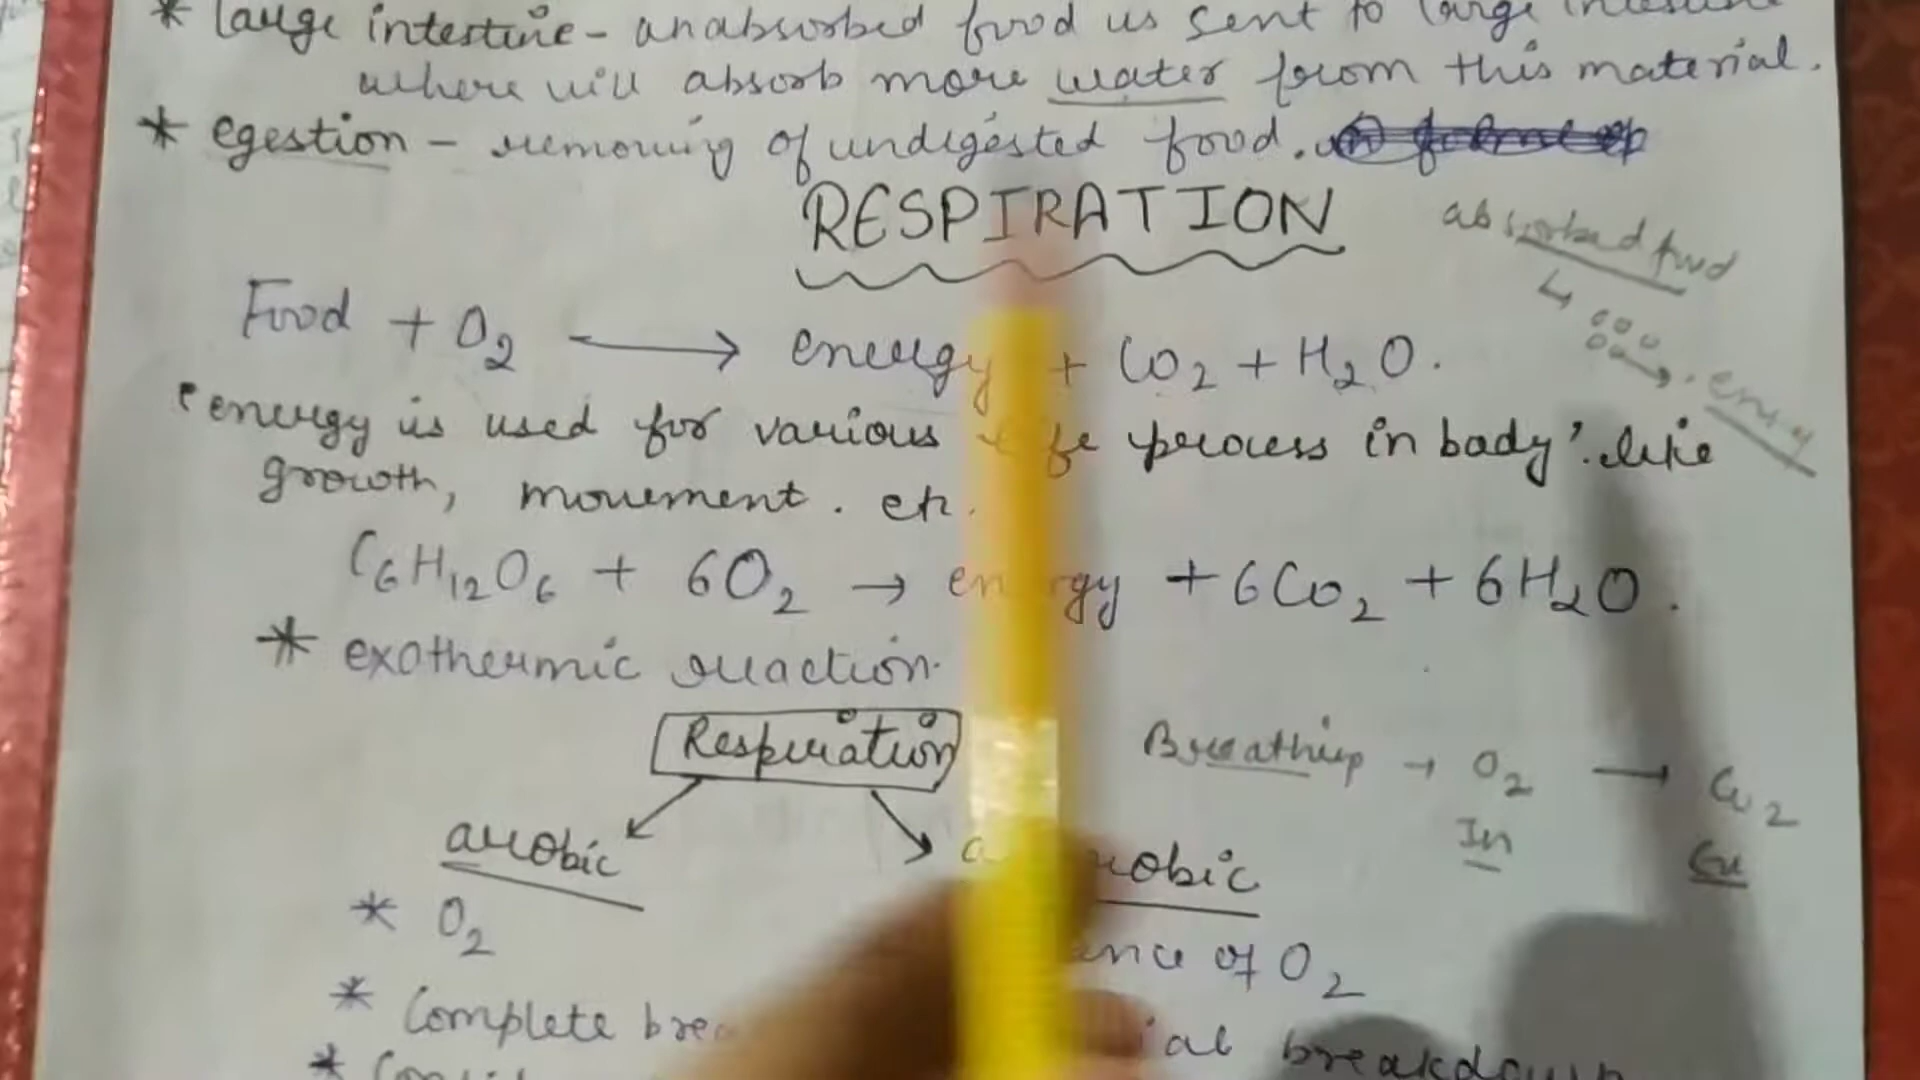 * large intestine - unabsorbed food is sent to large intestine
where will absorb more water from this material.
* egestion - removing of undigested food.
RESPIRATION
absorbed food
Food + O2 → energy + CO2 + H2O.
"energy is used for various life process in body". like
growth, movement. etc.
C6H12O6 + 6O2 → energy + 6CO2 + 6H2O.
* exothermic reaction.
Respiration
Breathing → O2 → CO2
In
aerobic
* O2
of O2
* Complete
breakdown